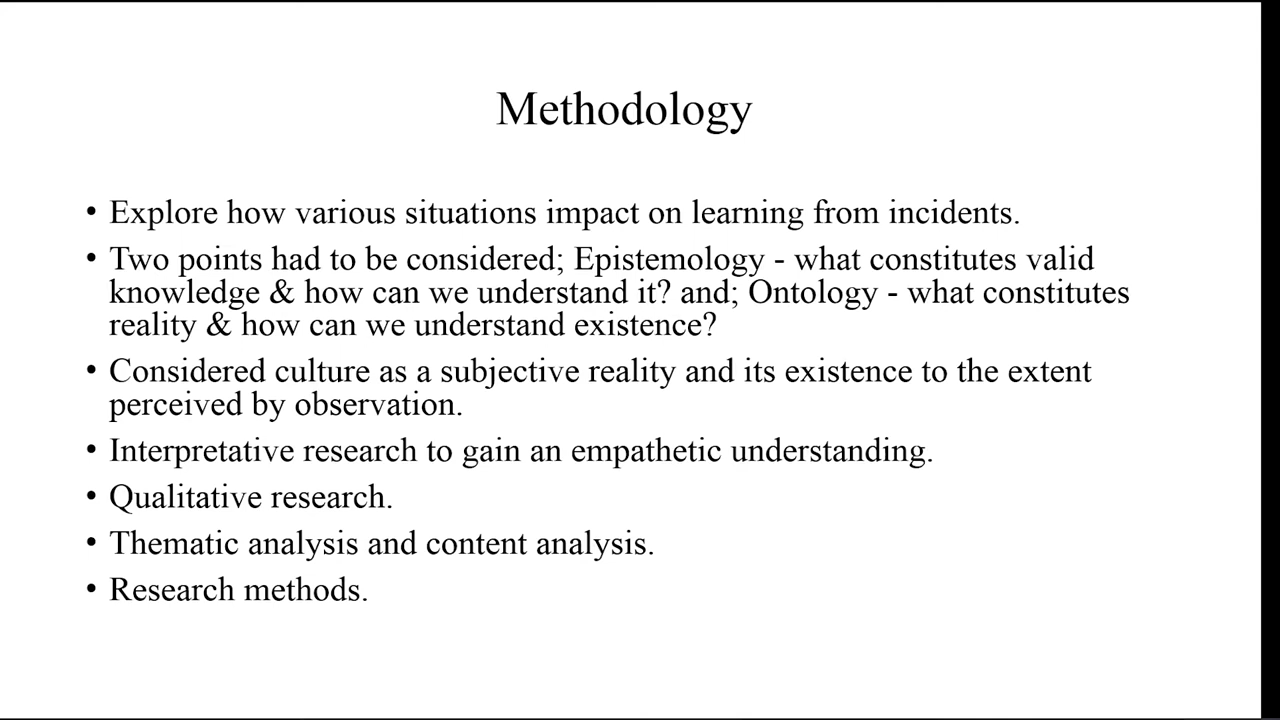 Methodology
• Explore how various situations impact on learning from incidents.
• Two points had to be considered; Epistemology - what constitutes valid
knowledge & how can we understand it? and; Ontology - what constitutes
reality & how can we understand existence?
• Considered culture as a subjective reality and its existence to the extent
perceived by observation.
• Interpretative research to gain an empathetic understanding.
• Qualitative research.
• Thematic analysis and content analysis.
• Research methods.